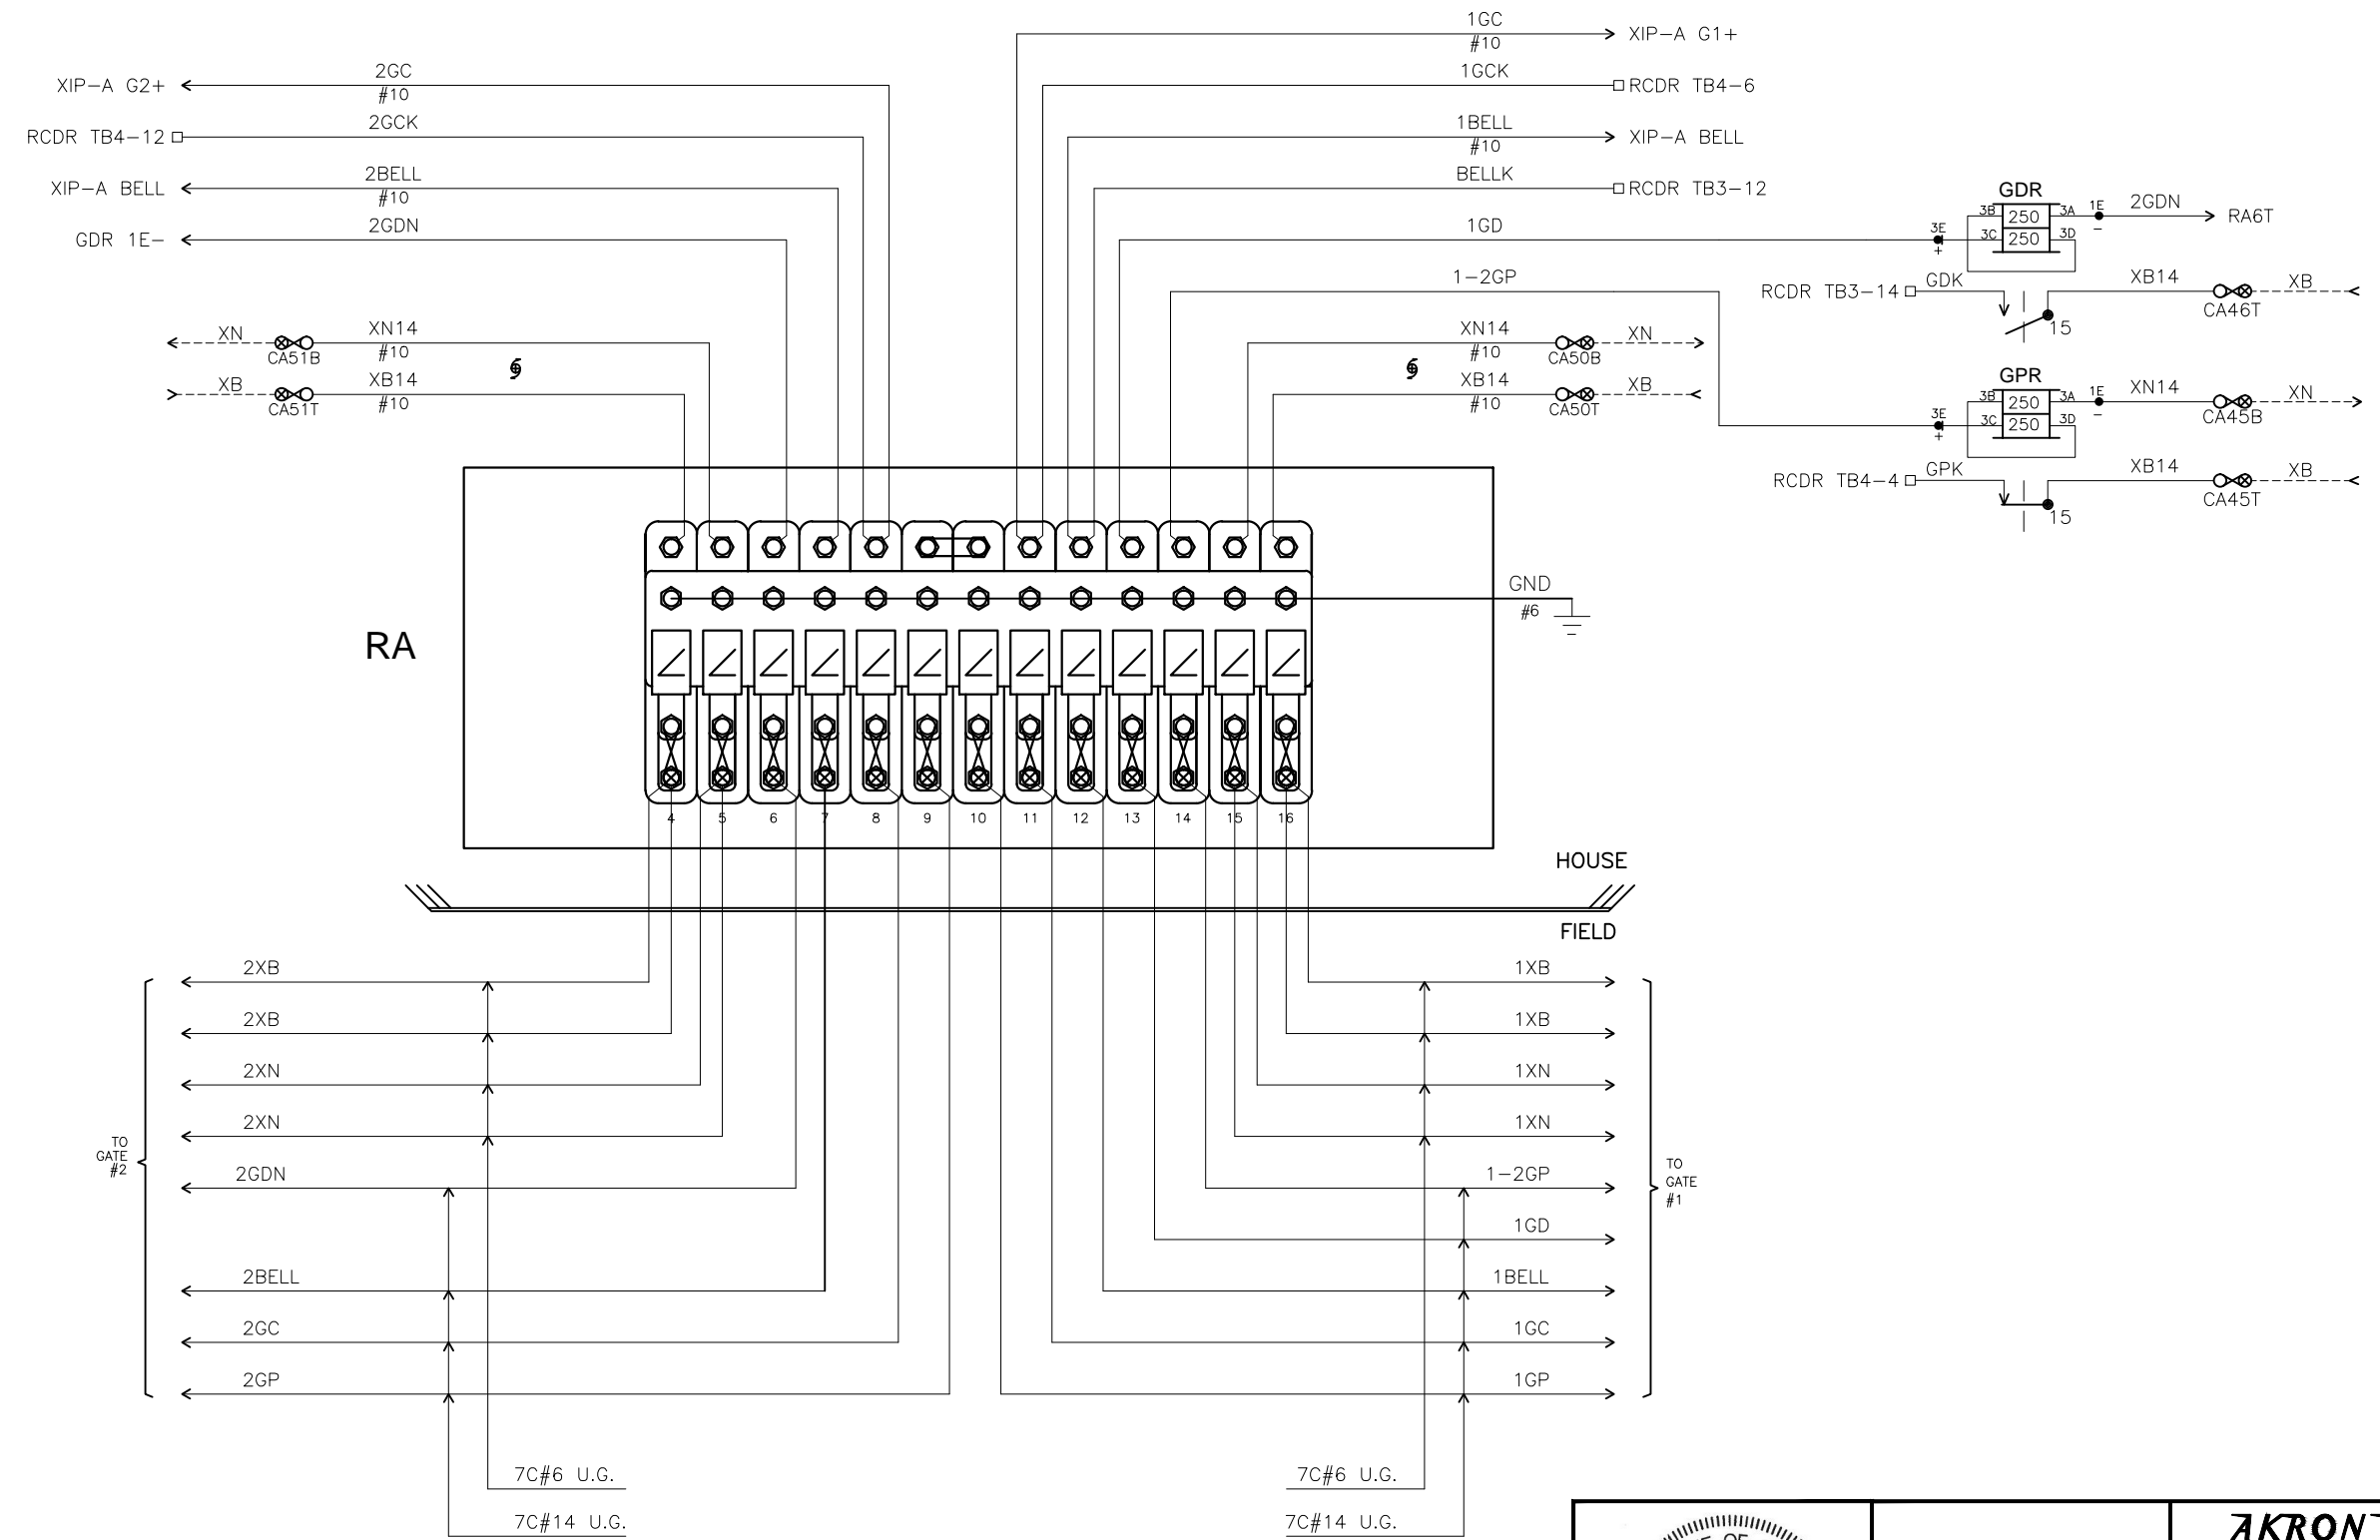 1GC
#10
XIP-A G1+
XIP-A G2+
2GC
#10
1GCK
RCDR TB4-6
RCDR TB4-12
2GCK
1BELL
#10
XIP-A BELL
XIP-A BELL
2BELL
#10
BELLK
RCDR TB3-12
GDR 1E-
2GDN
1GD
GDR
3B
250
3A
1E
-
2GDN
RA6T
3E
+
3C
250
3D
1-2GP
RCDR TB3-14
GDK
15
XB14
CA46T
XB
XN
CA51B
XN14
#10
XN14
#10
CA50B
XN
XB
CA51T
XB14
#10
XB14
#10
CA50T
XB
GPR
3B
250
3A
1E
-
XN14
CA45B
XN
3E
+
3C
250
3D
RCDR TB4-4
GPK
15
XB14
CA45T
XB
GND
#6
RA
4 5 6 7 8 9 10 11 12 13 14 15 16
HOUSE
FIELD
2XB
1XB
2XB
1XB
2XN
1XN
2XN
1XN
TO
GATE
#2
2GDN
1-2GP
TO
GATE
#1
1GD
2BELL
1BELL
2GC
1GC
2GP
1GP
7C#6 U.G.
7C#6 U.G.
7C#14 U.G.
7C#14 U.G.
OF
AKRON